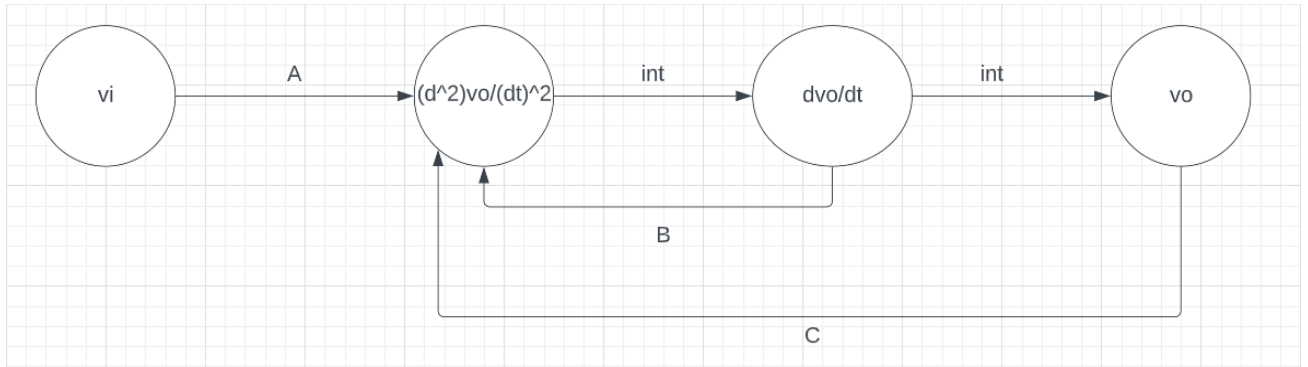 vi
A
(d^2)vo/(dt)^2
int
dvo/dt
int
vo
B
C